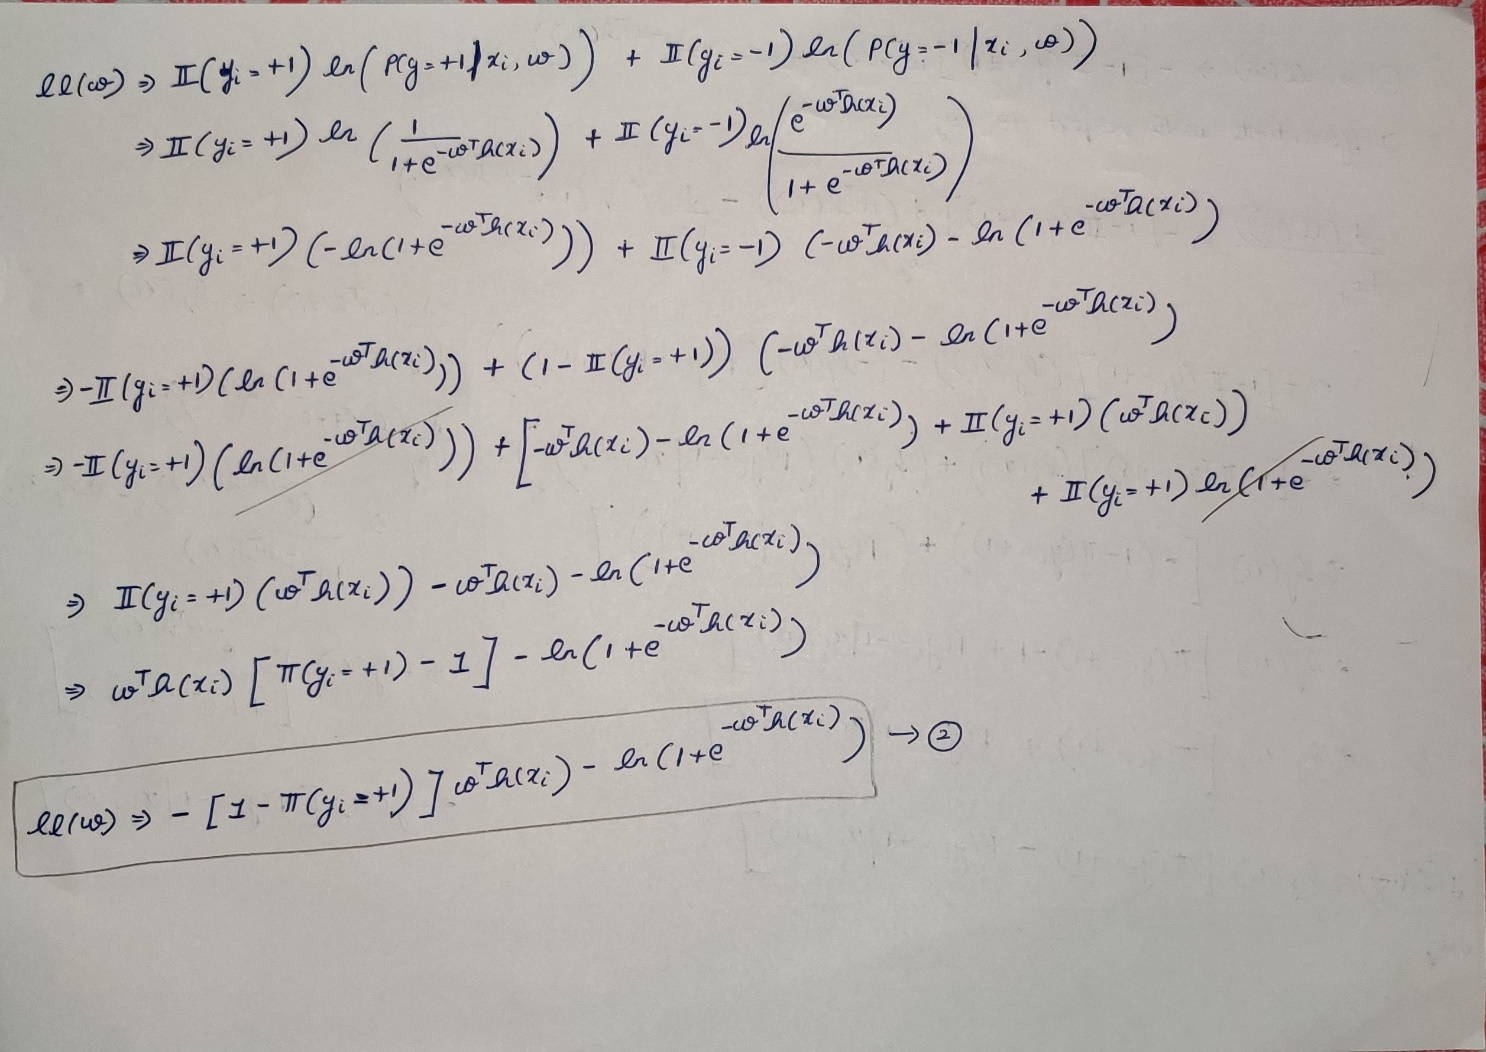 ll(ω) ⇒ 𝕀(yᵢ = +1) ln( P(y = +1 | xᵢ, ω)) + 𝕀(yᵢ = -1) ln( P(y = -1 | xᵢ, ω))
⇒ 𝕀(yᵢ = +1) ln ( 1 / (1+e^{-ωᵀh(xᵢ)}) ) + 𝕀(yᵢ = -1) ln( e^{-ωᵀh(xᵢ)} / (1+e^{-ωᵀh(xᵢ)}) )
⇒ 𝕀(yᵢ = +1) (-ln(1+e^{-ωᵀh(xᵢ)})) + 𝕀(yᵢ = -1) (-ωᵀh(xᵢ) - ln (1+e^{-ωᵀh(xᵢ)})
⇒ -𝕀(yᵢ = +1) (ln (1+e^{-ωᵀh(xᵢ)})) + (1 - 𝕀(yᵢ = +1)) (-ωᵀh(xᵢ) - ln (1+e^{-ωᵀh(xᵢ)})
⇒ -𝕀(yᵢ = +1) (ln(1+e^{-ωᵀh(xᵢ)})) + [-ωᵀh(xᵢ) - ln (1+e^{-ωᵀh(xᵢ)}) + 𝕀(yᵢ = +1) (ωᵀh(xᵢ))
+ 𝕀(yᵢ = +1) ln (1+e^{-ωᵀh(xᵢ)})
⇒ 𝕀(yᵢ = +1) (ωᵀh(xᵢ)) - ωᵀh(xᵢ) - ln (1+e^{-ωᵀh(xᵢ)})
⇒ ωᵀh(xᵢ) [ 𝕀(yᵢ = +1) - 1 ] - ln(1+e^{-ωᵀh(xᵢ)})
ll(ω) ⇒ - [1 - 𝕀(yᵢ = +1) ] ωᵀh(xᵢ) - ln (1+e^{-ωᵀh(xᵢ)}) → ②